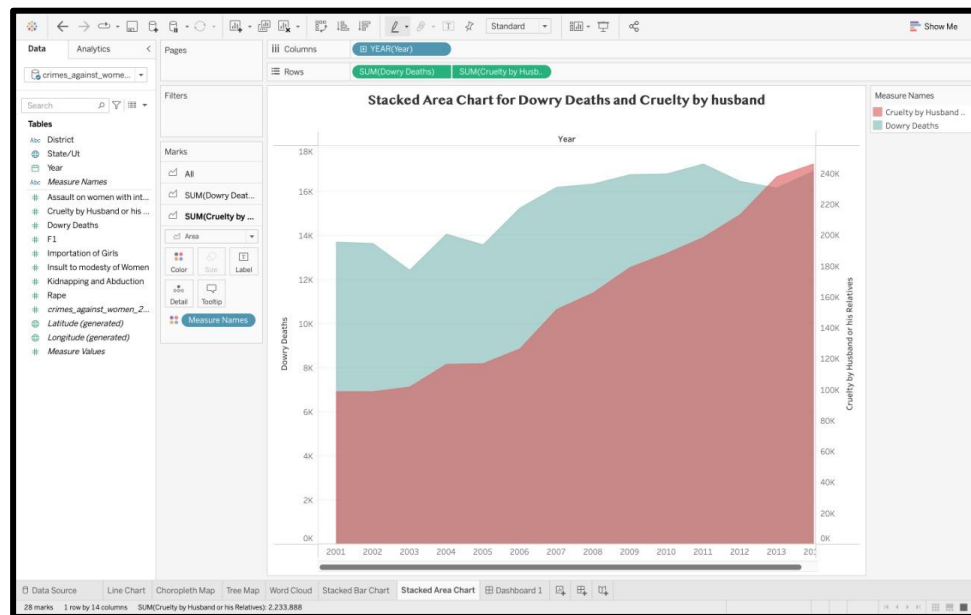 Standard
Show Me
Data
Analytics
crimes_against_wome...
Search
Tables
Abc District
State/Ut
Year
Abc Measure Names
Assault on women with int...
Cruelty by Husband or his ...
Dowry Deaths
F1
Importation of Girls
Insult to modesty of Women
Kidnapping and Abduction
Rape
crimes_against_women_2...
Latitude (generated)
Longitude (generated)
Measure Values
Pages
Filters
Marks
All
SUM(Dowry Deat...
SUM(Cruelty by ...
Area
Color
Size
Label
Detail
Tooltip
Measure Names
Columns
YEAR(Year)
Rows
SUM(Dowry Deaths)
SUM(Cruelty by Husb..
Stacked Area Chart for Dowry Deaths and Cruelty by husband
Year
Dowry Deaths
18K
16K
14K
12K
10K
8K
6K
4K
2K
0K
240K
220K
200K
180K
160K
140K
120K
100K
80K
60K
40K
20K
0K
Cruelty by Husband or his Relatives
2001 2002 2003 2004 2005 2006 2007 2008 2009 2010 2011 2012 2013 201
Measure Names
Cruelty by Husband ..
Dowry Deaths
Data Source
Line Chart
Choropleth Map
Tree Map
Word Cloud
Stacked Bar Chart
Stacked Area Chart
Dashboard 1
28 marks 1 row by 14 columns SUM(Cruelty by Husband or his Relatives): 2,233,888